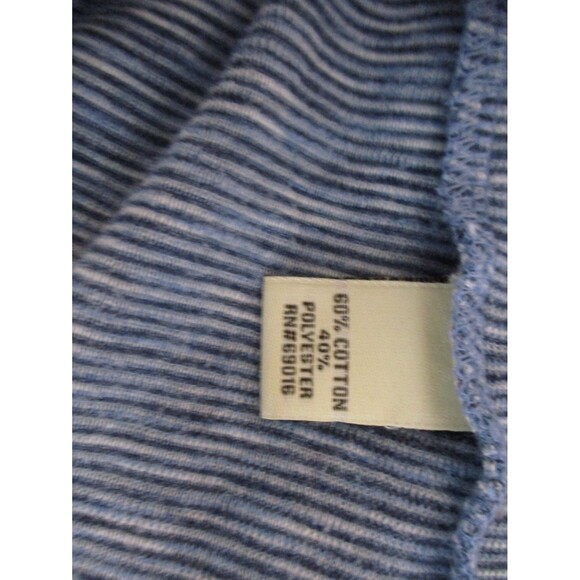 60% COTTON
40%
POLYESTER
RN#69016